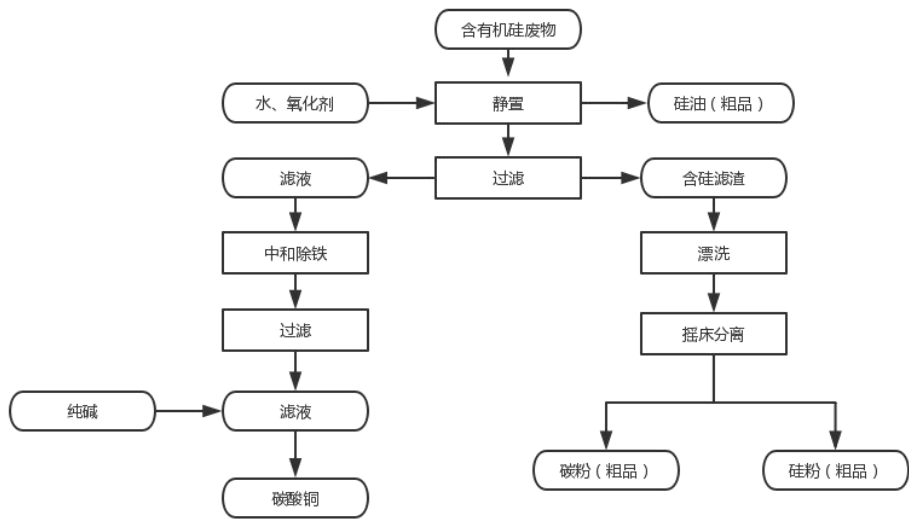 含有机硅废物
水、氧化剂
静置
硅油（粗品）
滤液
过滤
含硅滤渣
中和除铁
漂洗
过滤
摇床分离
纯碱
滤液
碳粉（粗品）
硅粉（粗品）
碳酸铜